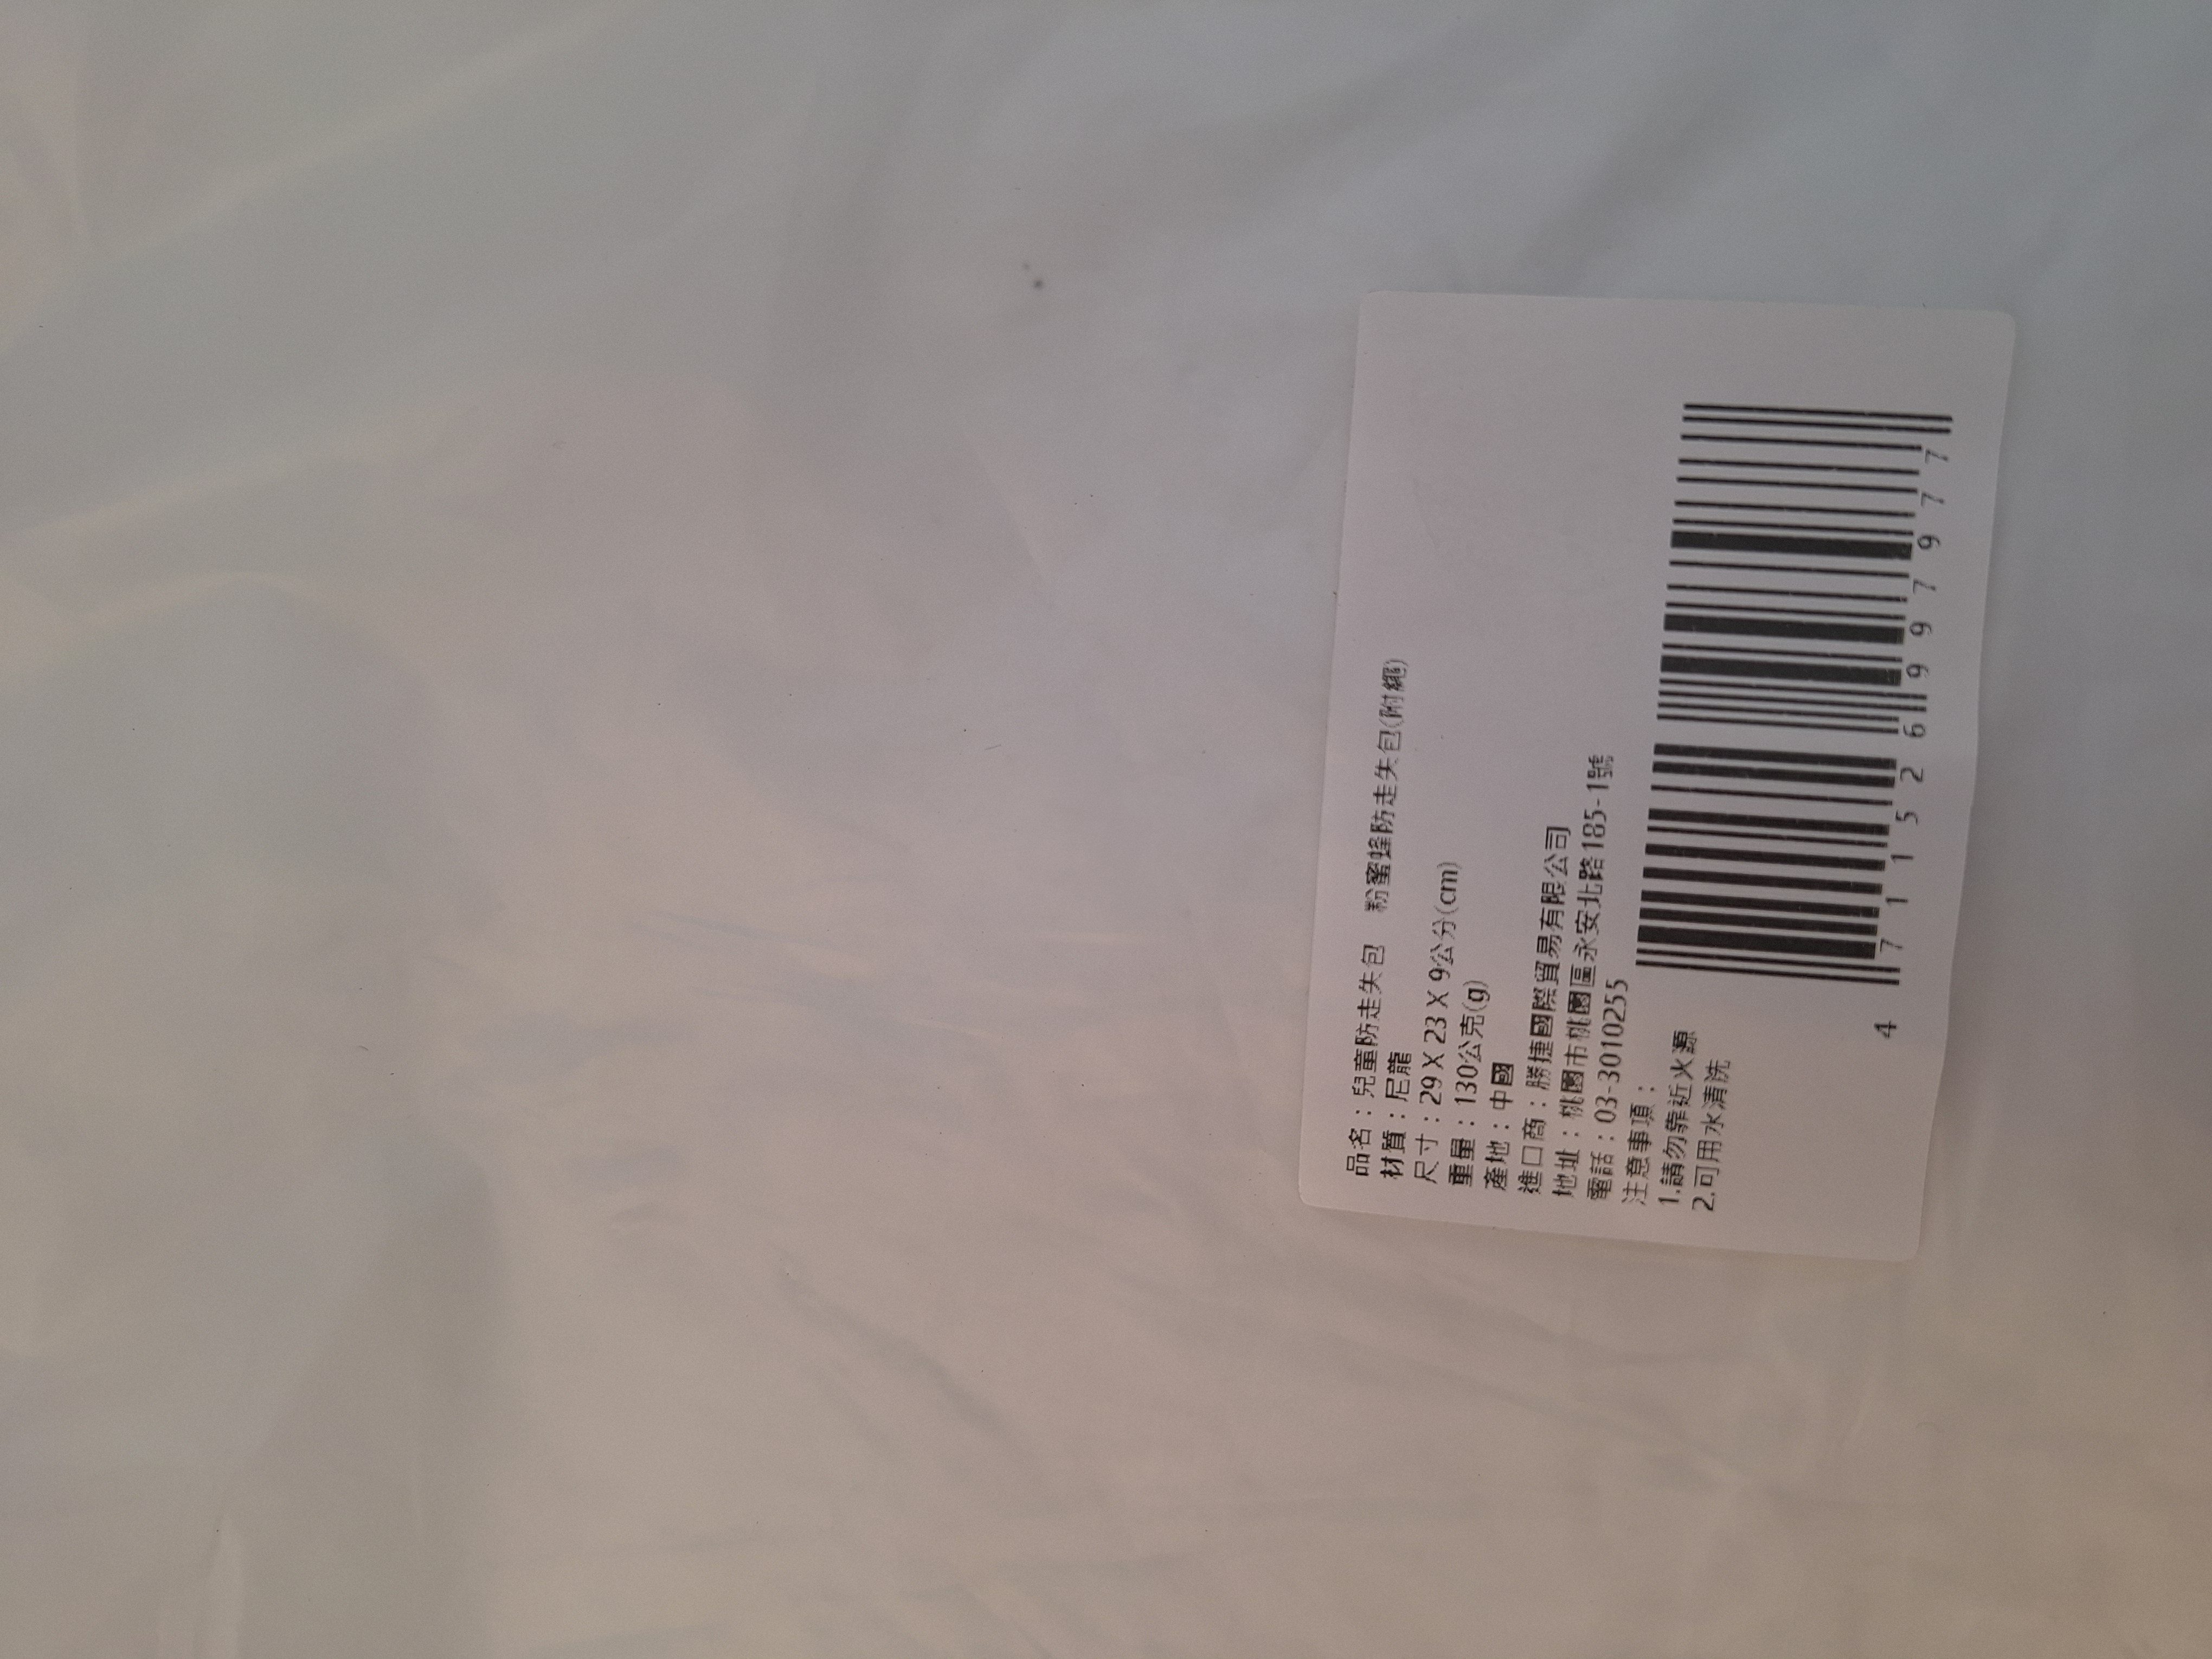 品名：兒童防走失包　粉蜜蜂防走失包(附繩)
材質：尼龍
尺寸：29 X 23 X 9公分(cm)
重量：130公克(g)
產地：中國
進口商：勝捷國際貿易有限公司
地址：桃園市桃園區永安北路185-1號
電話：03-3010255
注意事項：
1.請勿靠近火源
2.可用水清洗
4 711526 997977